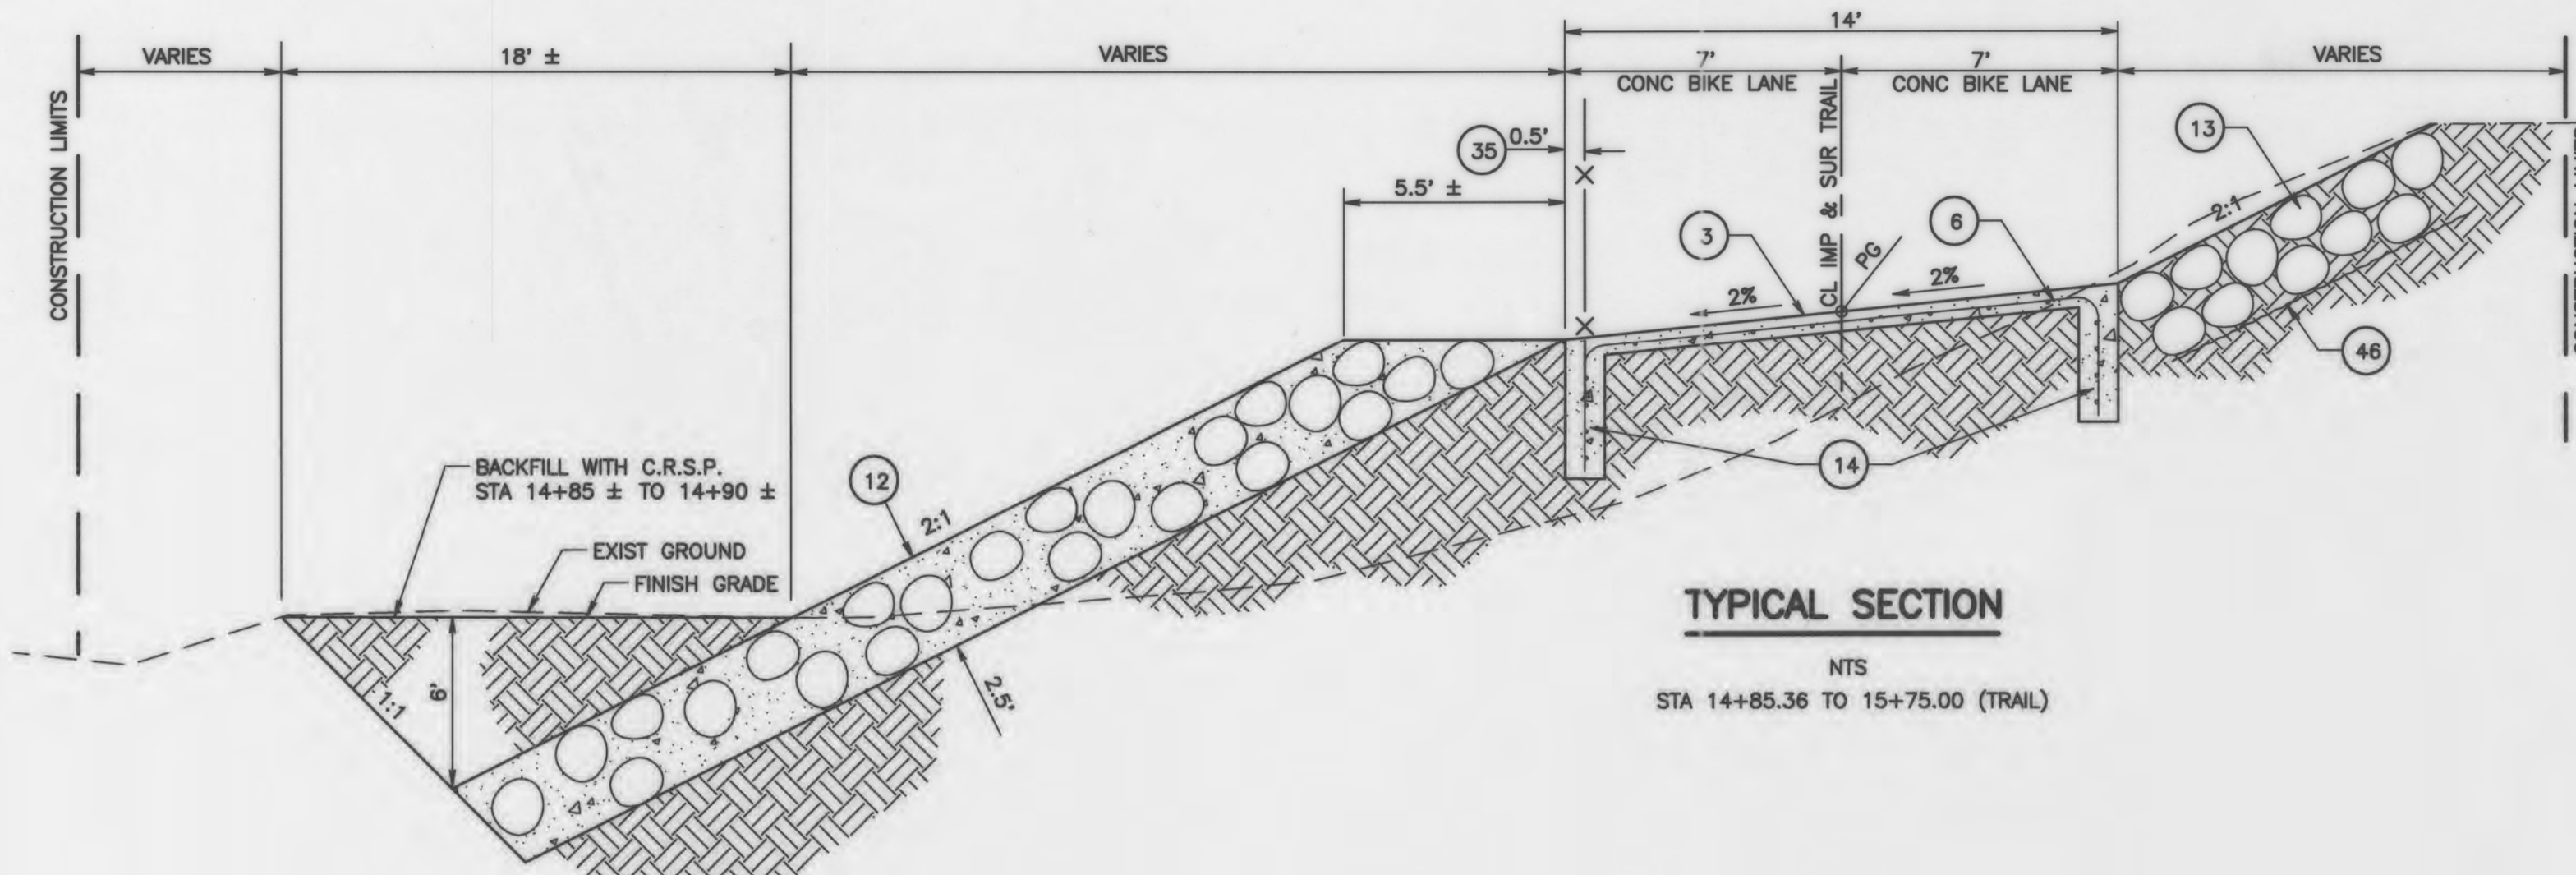 14'
VARIES
18' ±
VARIES
7'
7'
VARIES
CONC BIKE LANE
CONC BIKE LANE
CONSTRUCTION LIMITS
CL IMP & SUR TRAIL
35
0.5'
13
5.5' ±
3
6
PG
2:1
2%
2%
46
BACKFILL WITH C.R.S.P.
STA 14+85 ± TO 14+90 ±
12
14
2:1
EXIST GROUND
FINISH GRADE
6'
1:1
2.5'
TYPICAL SECTION
NTS
STA 14+85.36 TO 15+75.00 (TRAIL)